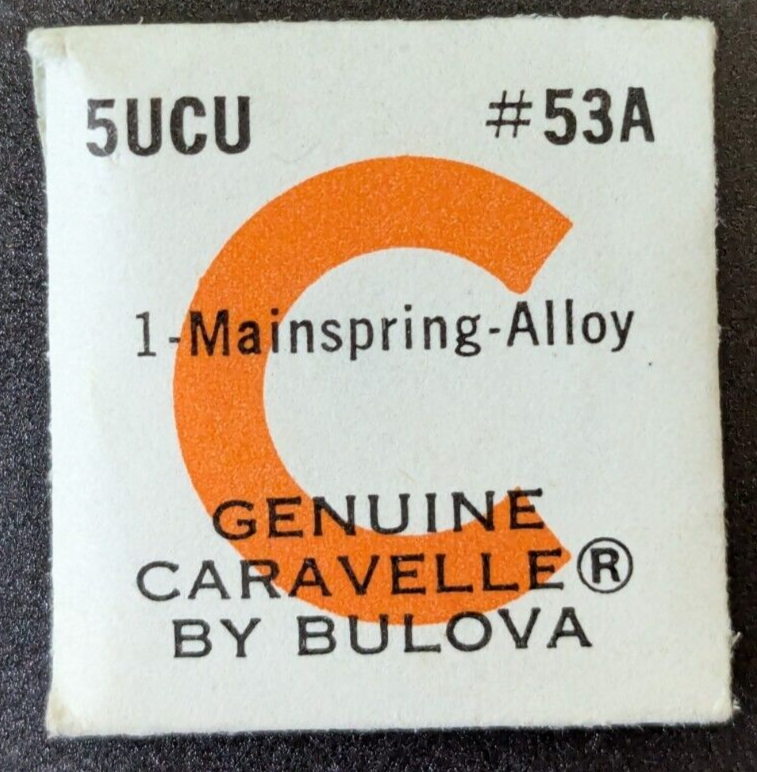 5UCU #53A
1-Mainspring-Alloy
GENUINE
CARAVELLE®
BY BULOVA